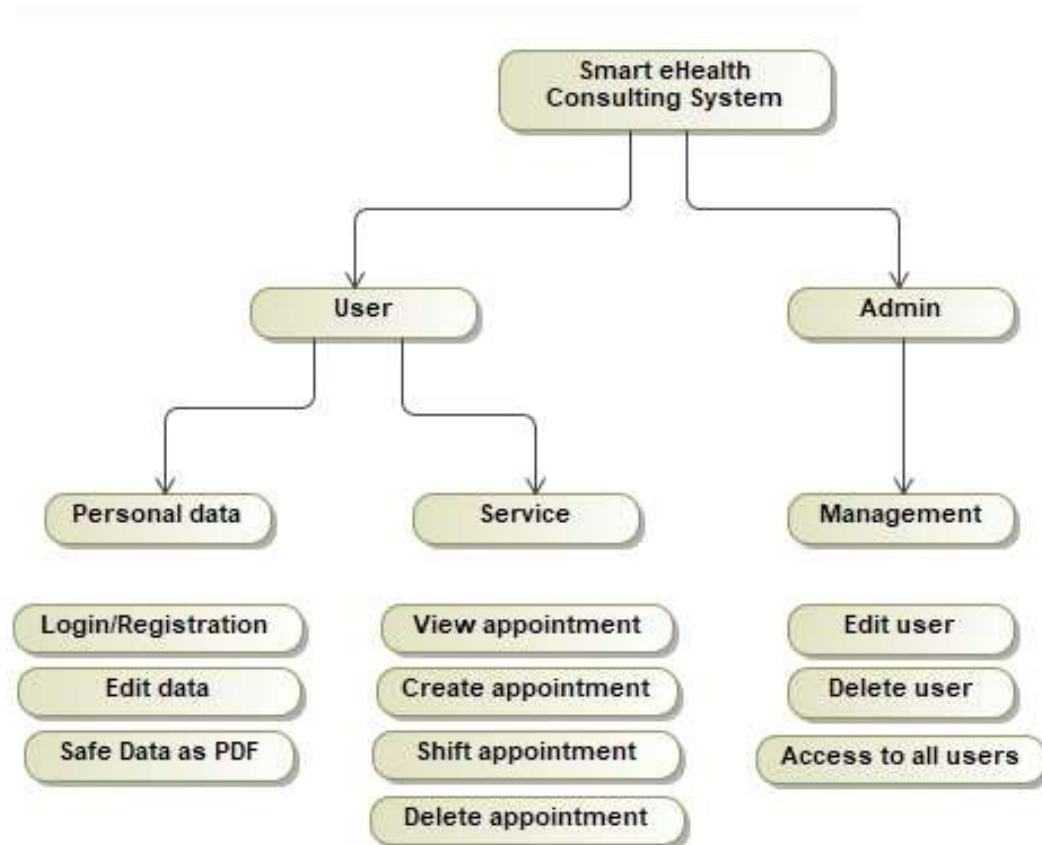 Smart eHealth
Consulting System
User
Admin
Personal data
Service
Management
Login/Registration
View appointment
Edit user
Edit data
Create appointment
Delete user
Safe Data as PDF
Shift appointment
Access to all users
Delete appointment